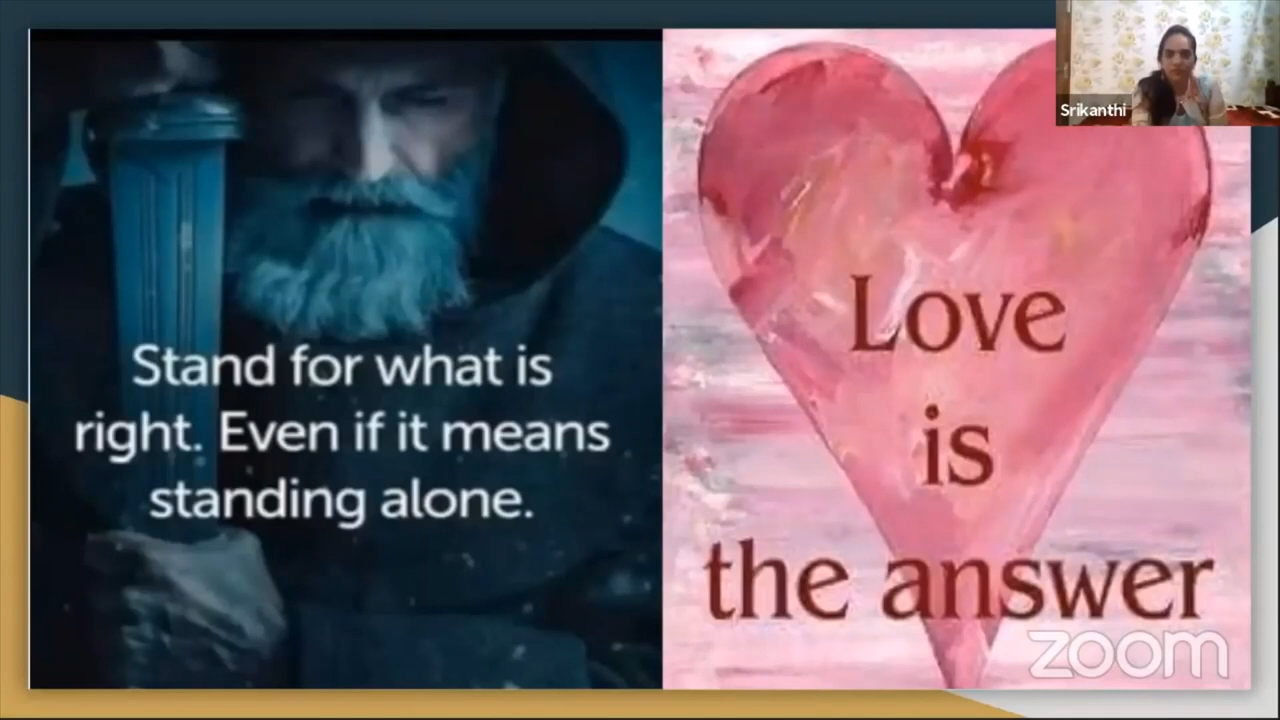 Stand for what is
right. Even if it means
standing alone.
Love
is
the answer
Srikanthi
zoom